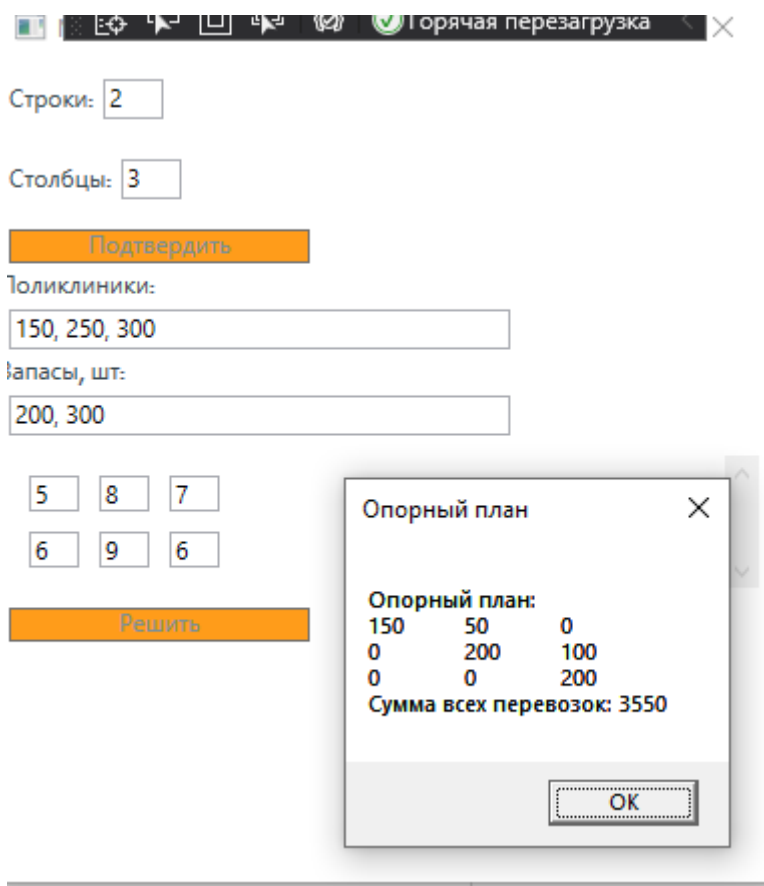 Горячая перезагрузка
Строки: 2
Столбцы: 3
Подтвердить
Поликлиники:
150, 250, 300
Запасы, шт:
200, 300
5 8 7
6 9 6
Решить
Опорный план
Опорный план:
150 50 0
0 200 100
0 0 200
Сумма всех перевозок: 3550
OK